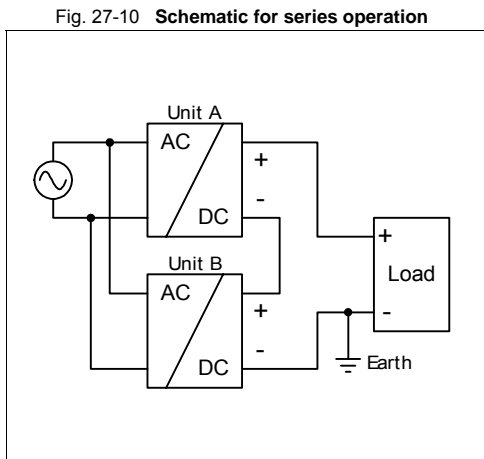 Fig. 27-10 Schematic for series operation
Unit A
AC
+
-
DC
+
Load
Unit B
AC
+
-
-
DC
Earth